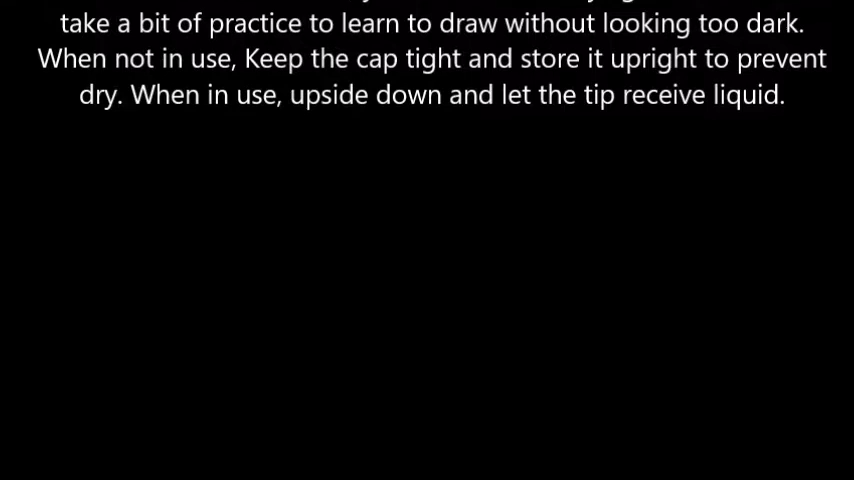 take a bit of practice to learn to draw without looking too dark.
When not in use, Keep the cap tight and store it upright to prevent
dry. When in use, upside down and let the tip receive liquid.